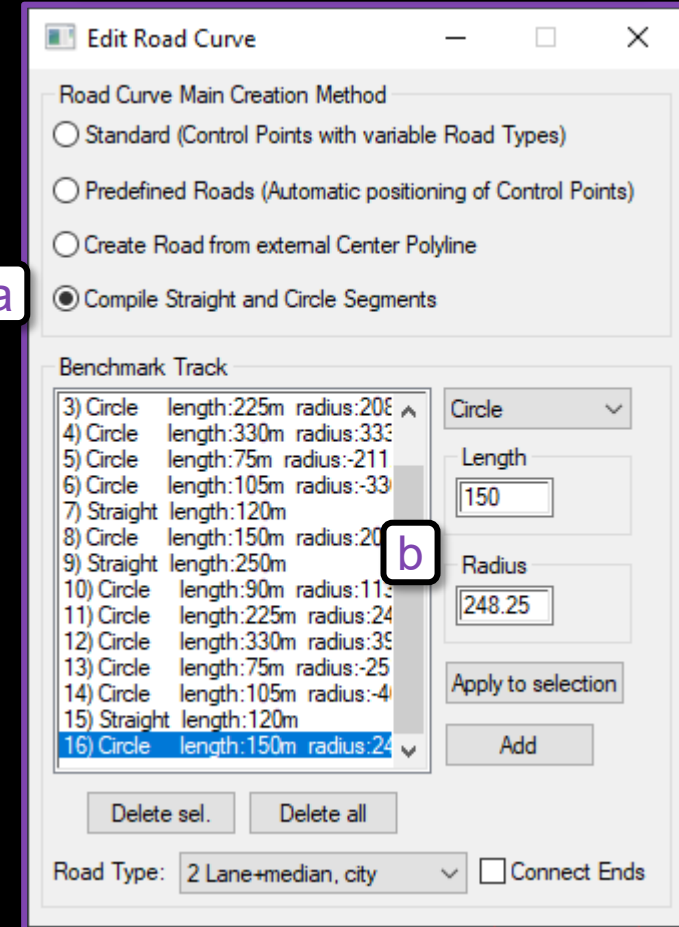 Edit Road Curve
Road Curve Main Creation Method
Standard (Control Points with variable Road Types)
Predefined Roads (Automatic positioning of Control Points)
Create Road from external Center Polyline
a
Compile Straight and Circle Segments
Benchmark Track
3) Circle length:225m radius:208
4) Circle length:330m radius:333
5) Circle length:75m radius:-211
6) Circle length:105m radius:-330
7) Straight length:120m
8) Circle length:150m radius:20
9) Straight length:250m
10) Circle length:90m radius:113
11) Circle length:225m radius:24
12) Circle length:330m radius:39
13) Circle length:75m radius:-25
14) Circle length:105m radius:-4
15) Straight length:120m
16) Circle length:150m radius:24
b
Circle
Length
150
Radius
248.25
Apply to selection
Add
Delete sel.
Delete all
Road Type:
2 Lane+median, city
Connect Ends